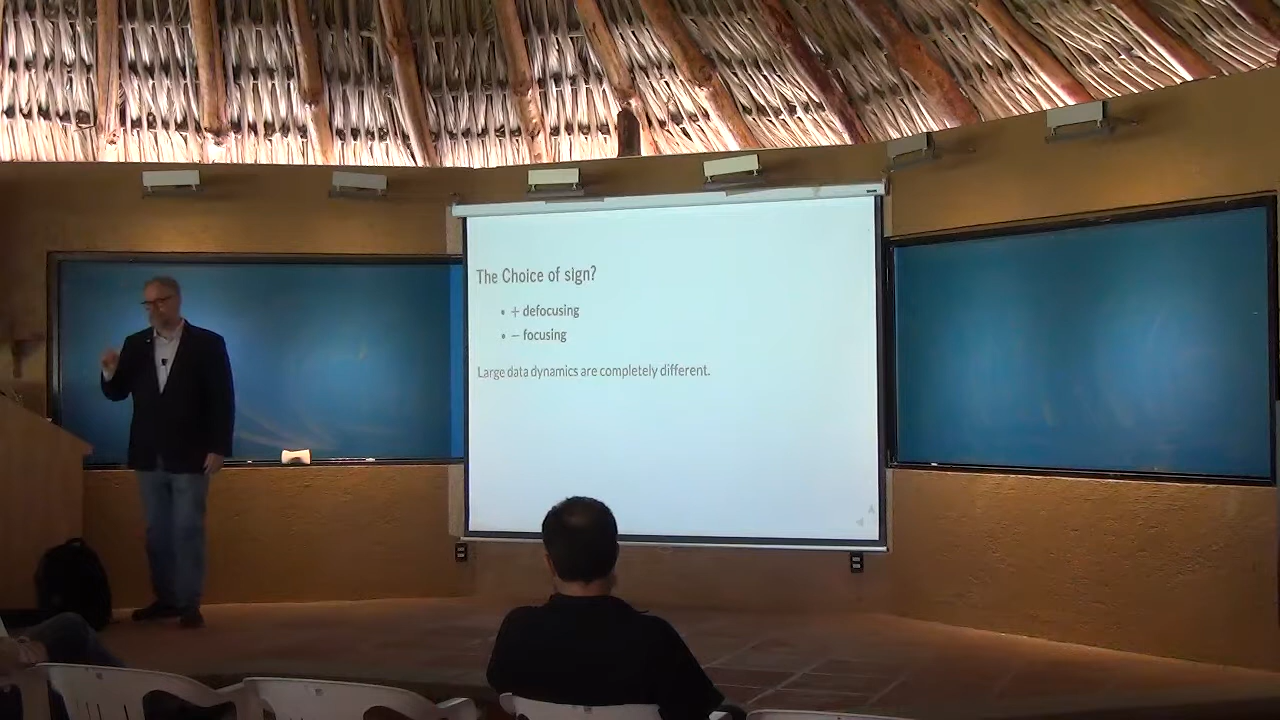 The Choice of sign?
• + defocusing
• − focusing
Large data dynamics are completely different.